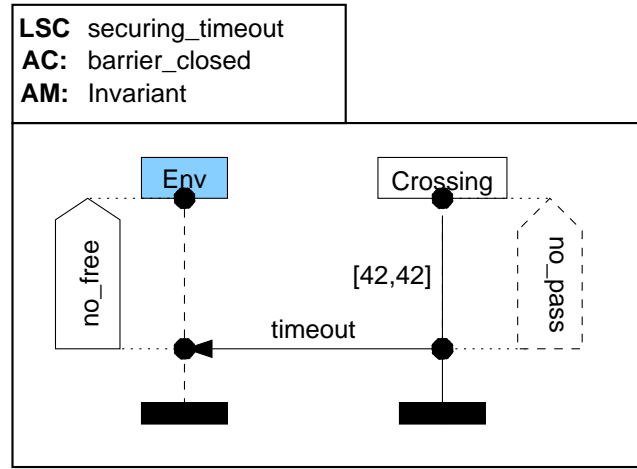 LSC securing_timeout
AC: barrier_closed
AM: Invariant
Env
Crossing
no_free
[42,42]
no_pass
timeout